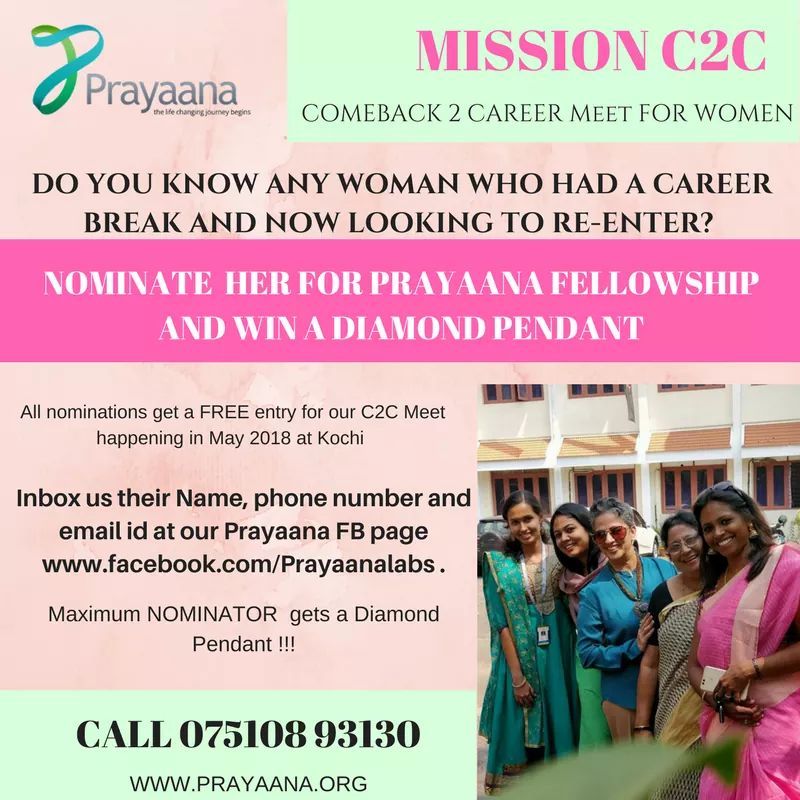 Prayaana
the life changing journey begins
MISSION C2C
COMEBACK 2 CAREER MEET FOR WOMEN
DO YOU KNOW ANY WOMAN WHO HAD A CAREER
BREAK AND NOW LOOKING TO RE-ENTER?
NOMINATE HER FOR PRAYAANA FELLOWSHIP
AND WIN A DIAMOND PENDANT
All nominations get a FREE entry for our C2C Meet
happening in May 2018 at Kochi
Inbox us their Name, phone number and
email id at our Prayaana FB page
www.facebook.com/Prayaanalabs .
Maximum NOMINATOR gets a Diamond
Pendant !!!
CALL 075108 93130
WWW.PRAYAANA.ORG